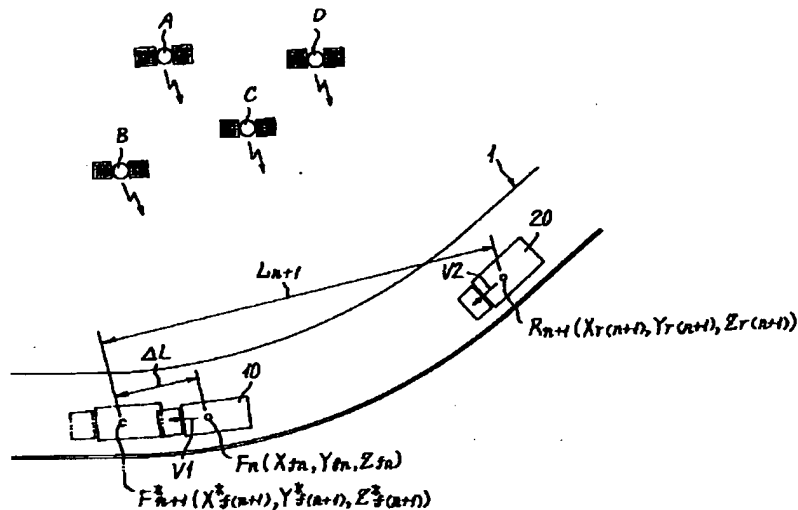 A
D
C
B
1
20
Ln+1
V2
Rn+1(Xr(n+1),Yr(n+1),Zr(n+1))
ΔL
10
V1
Fn(Xfn,Yfn,Zfn)
F*n+1(X*f(n+1),Y*f(n+1),Z*f(n+1))